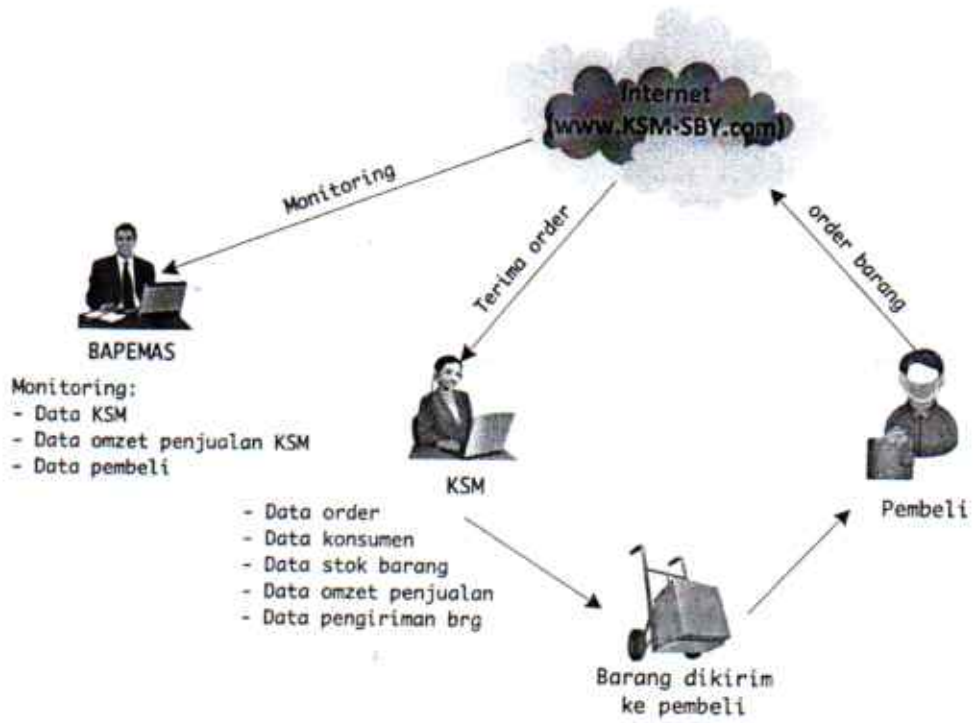 Internet
(www.KSM-SBY.com)
Monitoring
Terima order
order barang
BAPEMAS
Monitoring:
- Data KSM
- Data omzet penjualan KSM
- Data pembeli
KSM
- Data order
- Data konsumen
- Data stok barang
- Data omzet penjualan
- Data pengiriman brg
Pembeli
Barang dikirim
ke pembeli